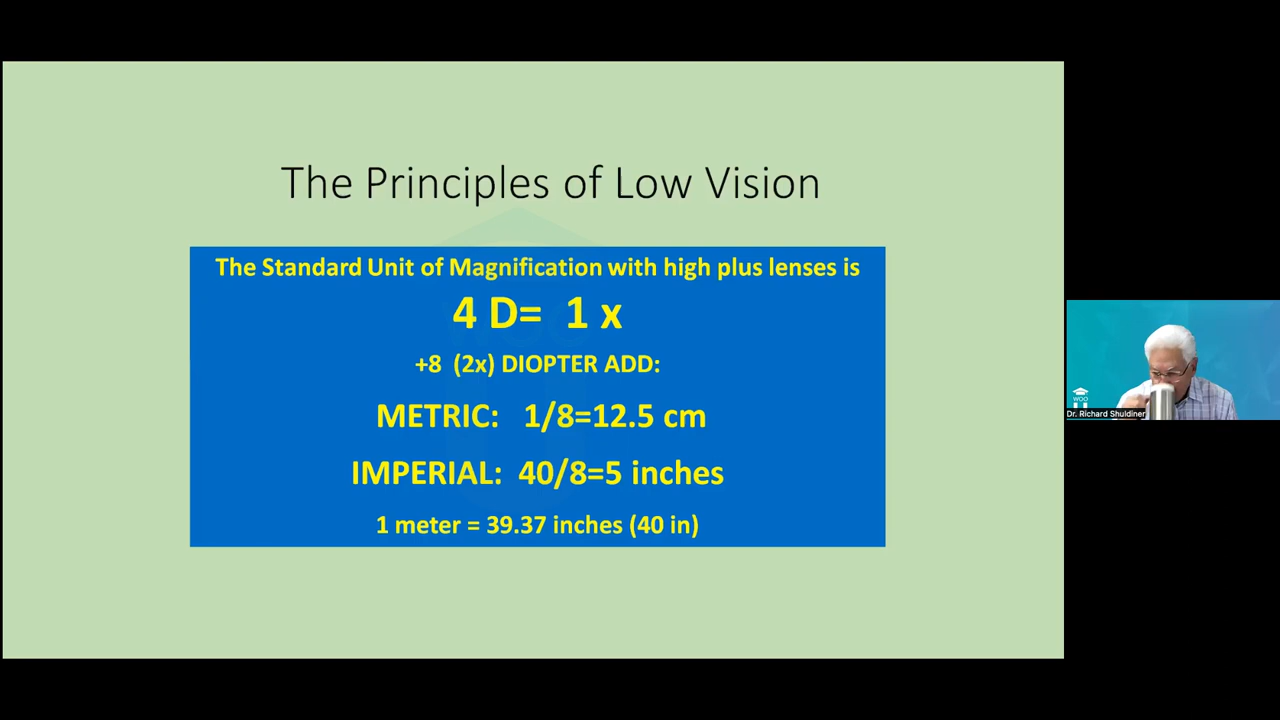 The Principles of Low Vision
The Standard Unit of Magnification with high plus lenses is
4 D= 1 x
+8 (2x) DIOPTER ADD:
METRIC: 1/8=12.5 cm
IMPERIAL: 40/8=5 inches
1 meter = 39.37 inches (40 in)
WOO
Dr. Richard Shuldiner